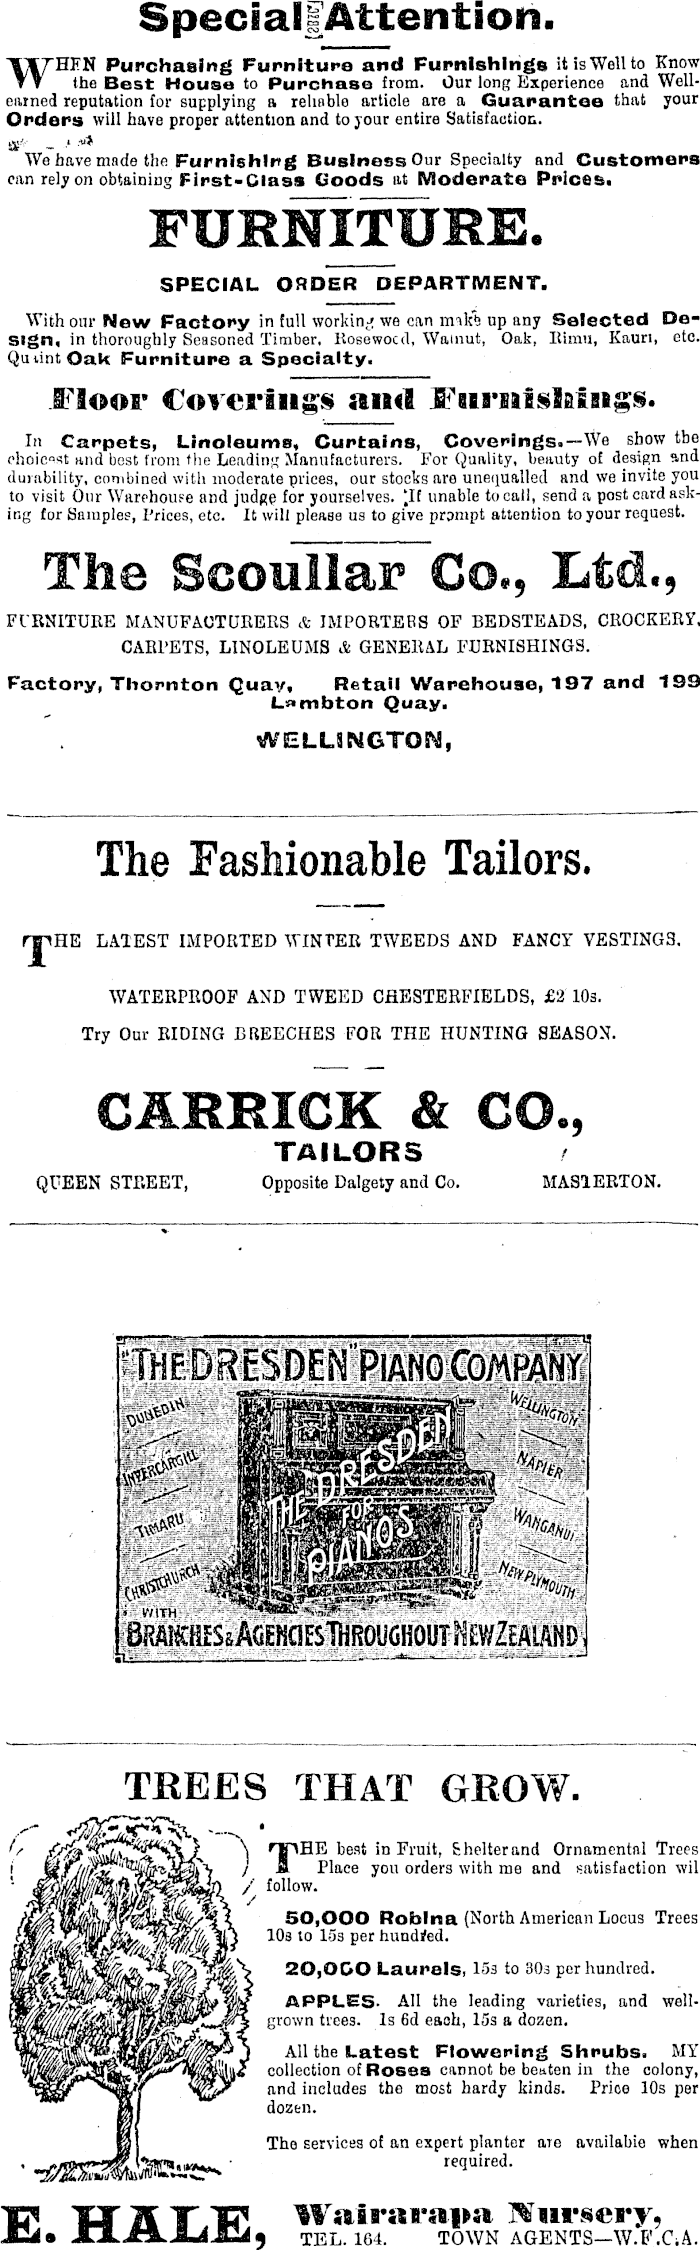 Special Attention.
WHEN Purchasing Furniture and Furnishings it is Well to Know
the Best House to Purchase from. Our long Experience and Well-
earned reputation for supplying a reliable article are a Guarantee that your
Orders will have proper attention and to your entire Satisfaction.
We have made the Furnishing Business Our Specialty and Customers
can rely on obtaining First-Class Goods at Moderate Prices.
FURNITURE.
SPECIAL ORDER DEPARTMENT.
With our New Factory in full working we can make up any Selected De-
sign, in thoroughly Seasoned Timber, Rosewood, Walnut, Oak, Rimu, Kauri, etc.
Quaint Oak Furniture a Specialty.
Floor Coverings and Furnishings.
In Carpets, Linoleums, Curtains, Coverings.—We show the
choicest and best from the Leading Manufacturers. For Quality, beauty of design and
durability, combined with moderate prices, our stocks are unequalled and we invite you
to visit Our Warehouse and judge for yourselves. If unable to call, send a post card ask-
ing for Samples, Prices, etc. It will please us to give prompt attention to your request.
The Scoullar Co., Ltd.,
FURNITURE MANUFACTURERS & IMPORTERS OF BEDSTEADS, CROCKERY,
CARPETS, LINOLEUMS & GENERAL FURNISHINGS.
Factory, Thornton Quay, Retail Warehouse, 197 and 199
Lambton Quay.
WELLINGTON,
The Fashionable Tailors.
THE LATEST IMPORTED WINTER TWEEDS AND FANCY VESTINGS.
WATERPROOF AND TWEED CHESTERFIELDS, £2 10s.
Try Our RIDING BREECHES FOR THE HUNTING SEASON.
CARRICK & CO.,
TAILORS
QUEEN STREET, Opposite Dalgety and Co. MASTERTON.
"THE DRESDEN" PIANO COMPANY
DUNEDIN
INVERCARGILL
TIMARU
CHRISTCHURCH
THE DRESDEN
FOR
PIANOS
WELLINGTON
NAPIER
WANGANUI
NEW PLYMOUTH
WITH
BRANCHES & AGENCIES THROUGHOUT NEW ZEALAND
TREES THAT GROW.
THE best in Fruit, Shelter and Ornamental Trees
Place you orders with me and satisfaction wil
follow.
50,000 Robina (North American Locus Trees
10s to 15s per hundred.
20,000 Laurels, 15s to 30s per hundred.
APPLES. All the leading varieties, and well-
grown trees. 1s 6d each, 15s a dozen.
All the Latest Flowering Shrubs. MY
collection of Roses cannot be beaten in the colony,
and includes the most hardy kinds. Price 10s per
dozen.
The services of an expert planter are available when
required.
E. HALE, Wairarapa Nursery,
TEL. 164. TOWN AGENTS—W.F.C.A.